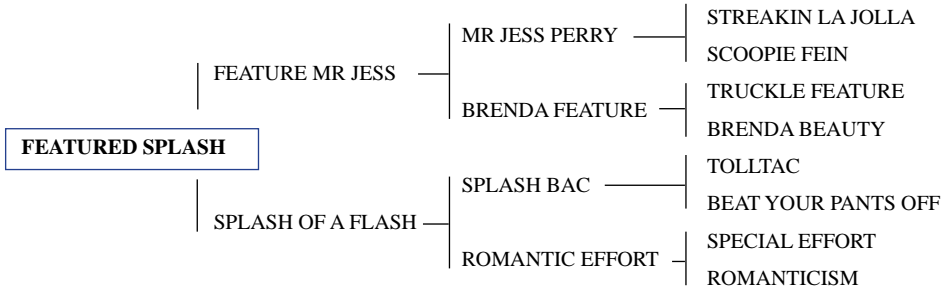 STREAKIN LA JOLLA
MR JESS PERRY
SCOOPIE FEIN
FEATURE MR JESS
TRUCKLE FEATURE
BRENDA FEATURE
BRENDA BEAUTY
FEATURED SPLASH
TOLLTAC
SPLASH BAC
BEAT YOUR PANTS OFF
SPLASH OF A FLASH
SPECIAL EFFORT
ROMANTIC EFFORT
ROMANTICISM